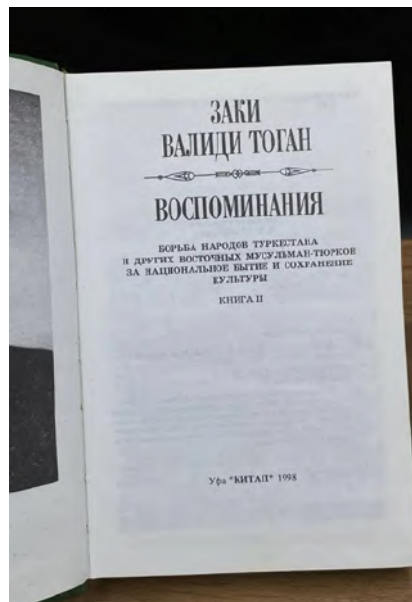 ЗАКИ
ВАЛИДИ ТОГАН
ВОСПОМИНАНИЯ
БОРЬБА НАРОДОВ ТУРКЕСТАНА
И ДРУГИХ ВОСТОЧНЫХ МУСУЛЬМАН-ТЮРКОВ
ЗА НАЦИОНАЛЬНОЕ БЫТИЕ И СОХРАНЕНИЕ
КУЛЬТУРЫ
КНИГА II
Уфа "КИТАП" 1998